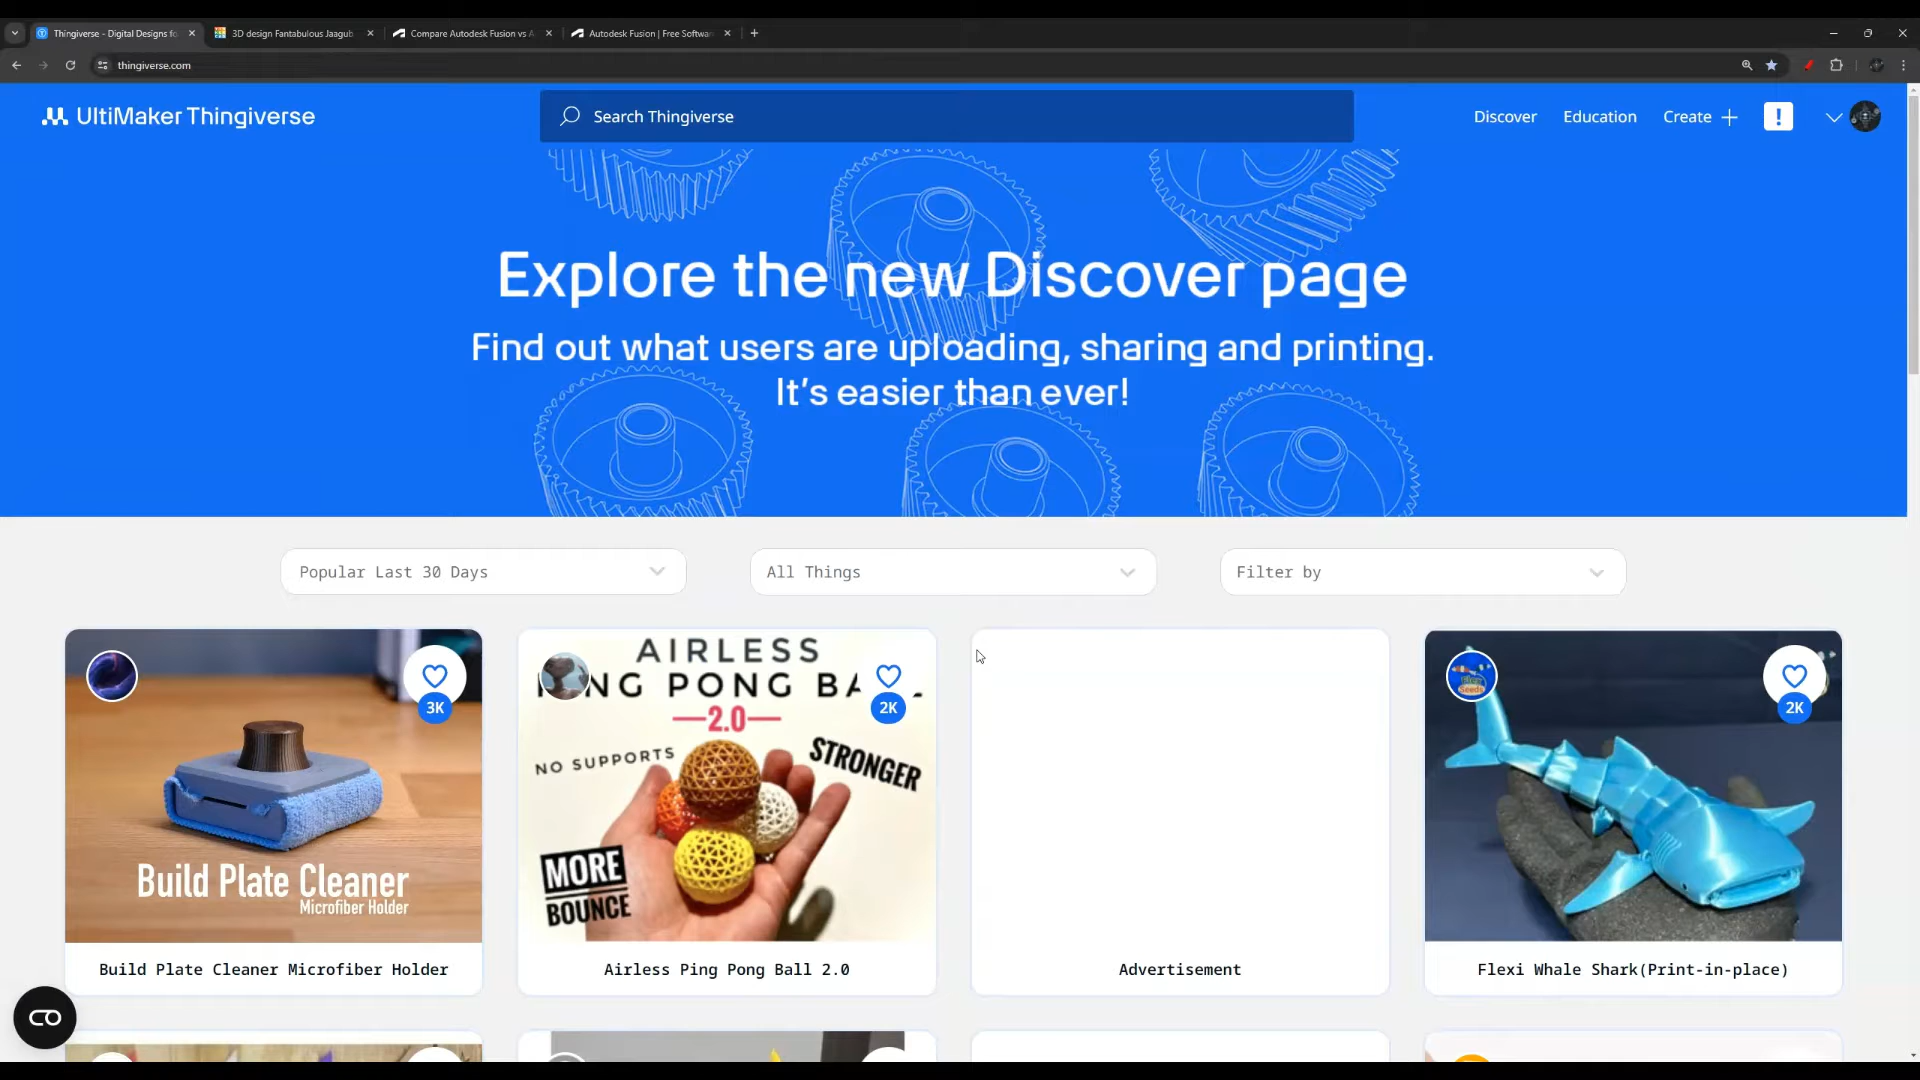 Thingiverse - Digital Designs fo
3D design Fantabulous Jaagub
Compare Autodesk Fusion vs A
Autodesk Fusion | Free Softwar
thingiverse.com
UltiMaker Thingiverse
Search Thingiverse
Discover
Education
Create
Explore the new Discover page
Find out what users are uploading, sharing and printing.
It's easier than ever!
Popular Last 30 Days
All Things
Filter by
3K
Build Plate Cleaner
Microfiber Holder
Build Plate Cleaner Microfiber Holder
AIRLESS
PING PONG BA
2K
2.0
NO SUPPORTS
STRONGER
MORE
BOUNCE
Airless Ping Pong Ball 2.0
Advertisement
Flexi
Seeds
2K
Flexi Whale Shark(Print-in-place)